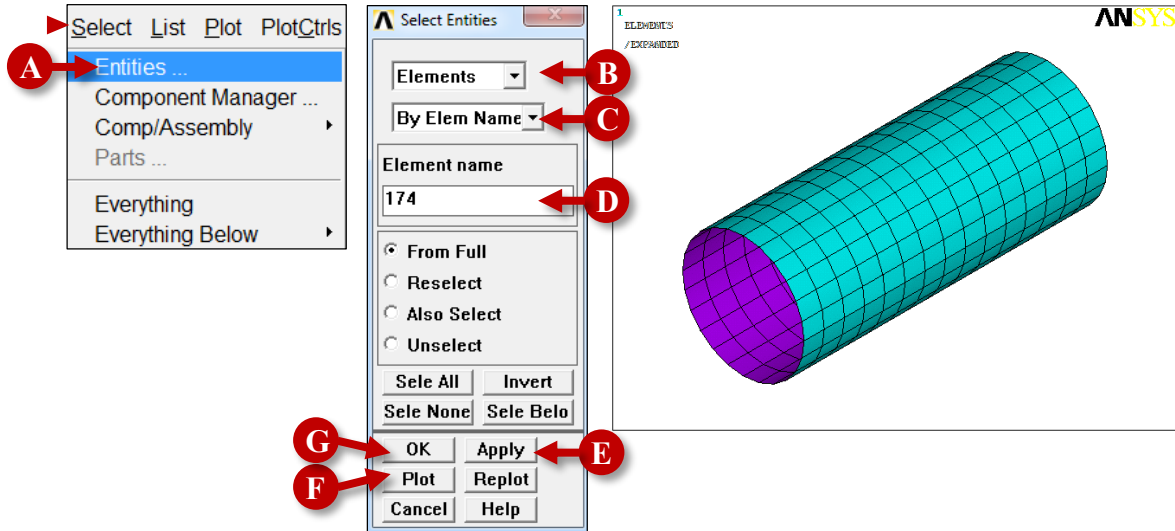 Select List Plot PlotCtrls
A
Entities ...
Component Manager ...
Comp/Assembly
Parts ...
Everything
Everything Below
Select Entities
Elements
B
By Elem Name
C
Element name
174
D
From Full
Reselect
Also Select
Unselect
Sele All Invert
Sele None Sele Belo
G
OK Apply
E
F
Plot Replot
Cancel Help
1
ELEMENTS
/EXPANDED
ANSYS